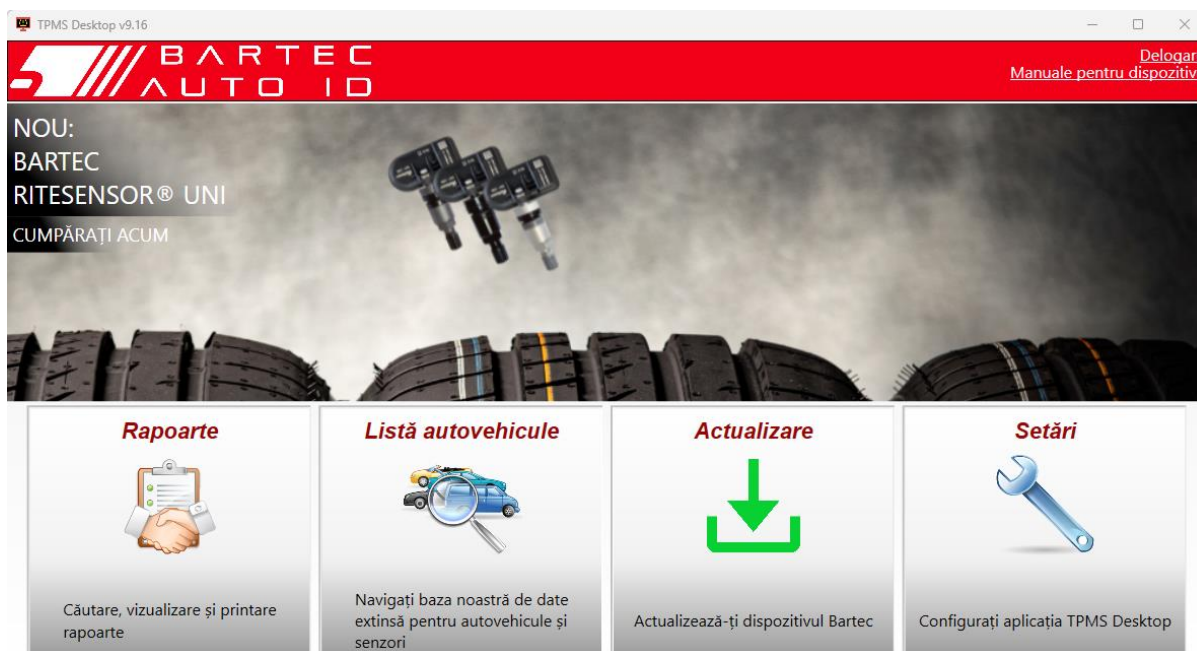 TPMS Desktop v9.16
BARTEC
AUTO ID
Delogar
Manuale pentru dispozitiv
NOU:
BARTEC
RITESENSOR® UNI
CUMPĂRAȚI ACUM
Rapoarte
Căutare, vizualizare și printare
rapoarte
Listă autovehicule
Navigați baza noastră de date
extinsă pentru autovehicule și
senzori
Actualizare
Actualizează-ți dispozitivul Bartec
Setări
Configurați aplicația TPMS Desktop